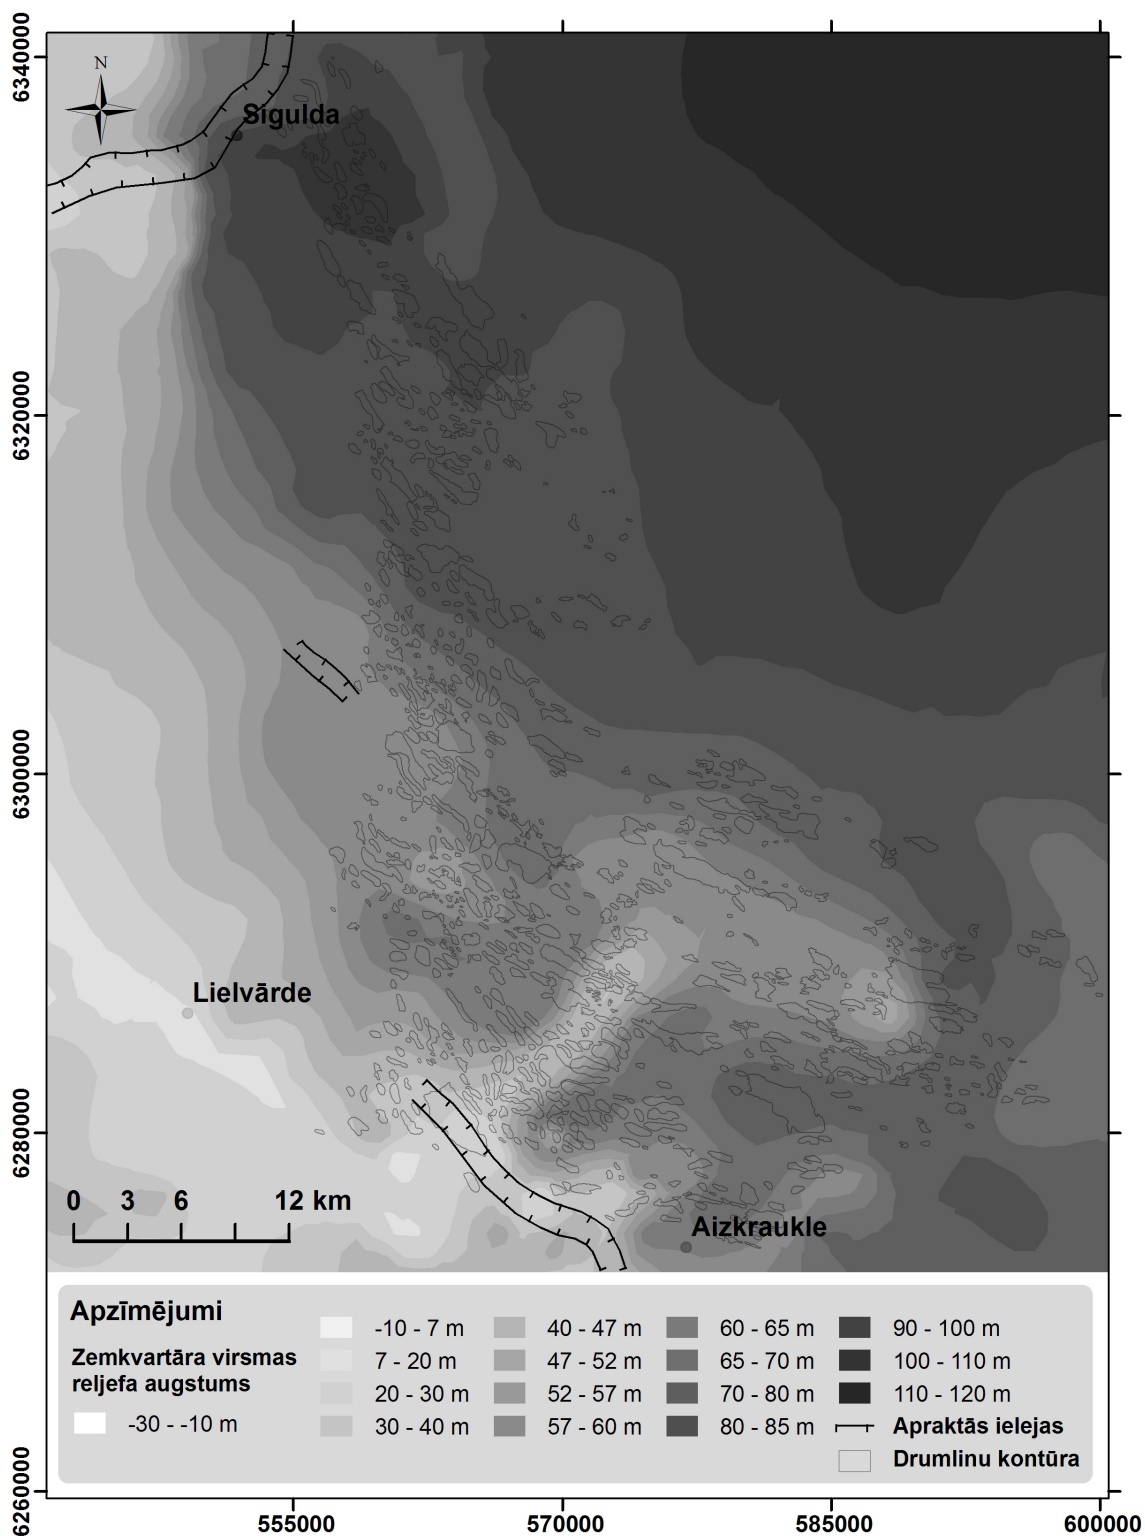 6340000
N
Sigulda
6320000
6300000
Lielvārde
6280000
0 3 6 12 km
Aizkraukle
Apzīmējumi
Zemkvartāra virsmas
reljefa augstums
-30 - -10 m
-10 - 7 m
7 - 20 m
20 - 30 m
30 - 40 m
40 - 47 m
47 - 52 m
52 - 57 m
57 - 60 m
60 - 65 m
65 - 70 m
70 - 80 m
80 - 85 m
90 - 100 m
100 - 110 m
110 - 120 m
Apraktās ielejas
Drumlinu kontūra
6260000
555000 570000 585000 600000